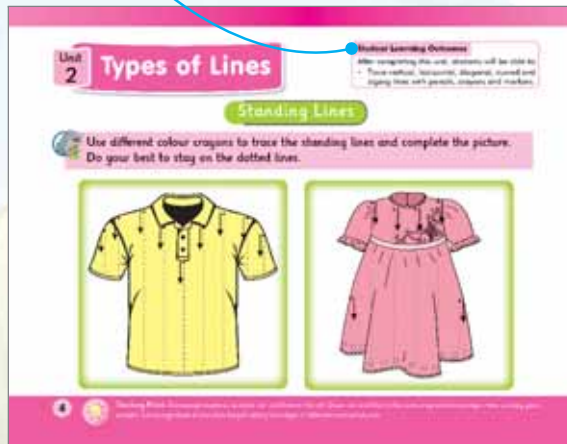 Unit
2
Types of Lines
Student Learning Outcomes
After completing this unit, students will be able to:
• Trace vertical, horizontal, diagonal, curved and
zigzag lines with pencils, crayons and markers.
Standing Lines
Use different colour crayons to trace the standing lines and complete the picture.
Do your best to stay on the dotted lines.
4
Teaching Point: